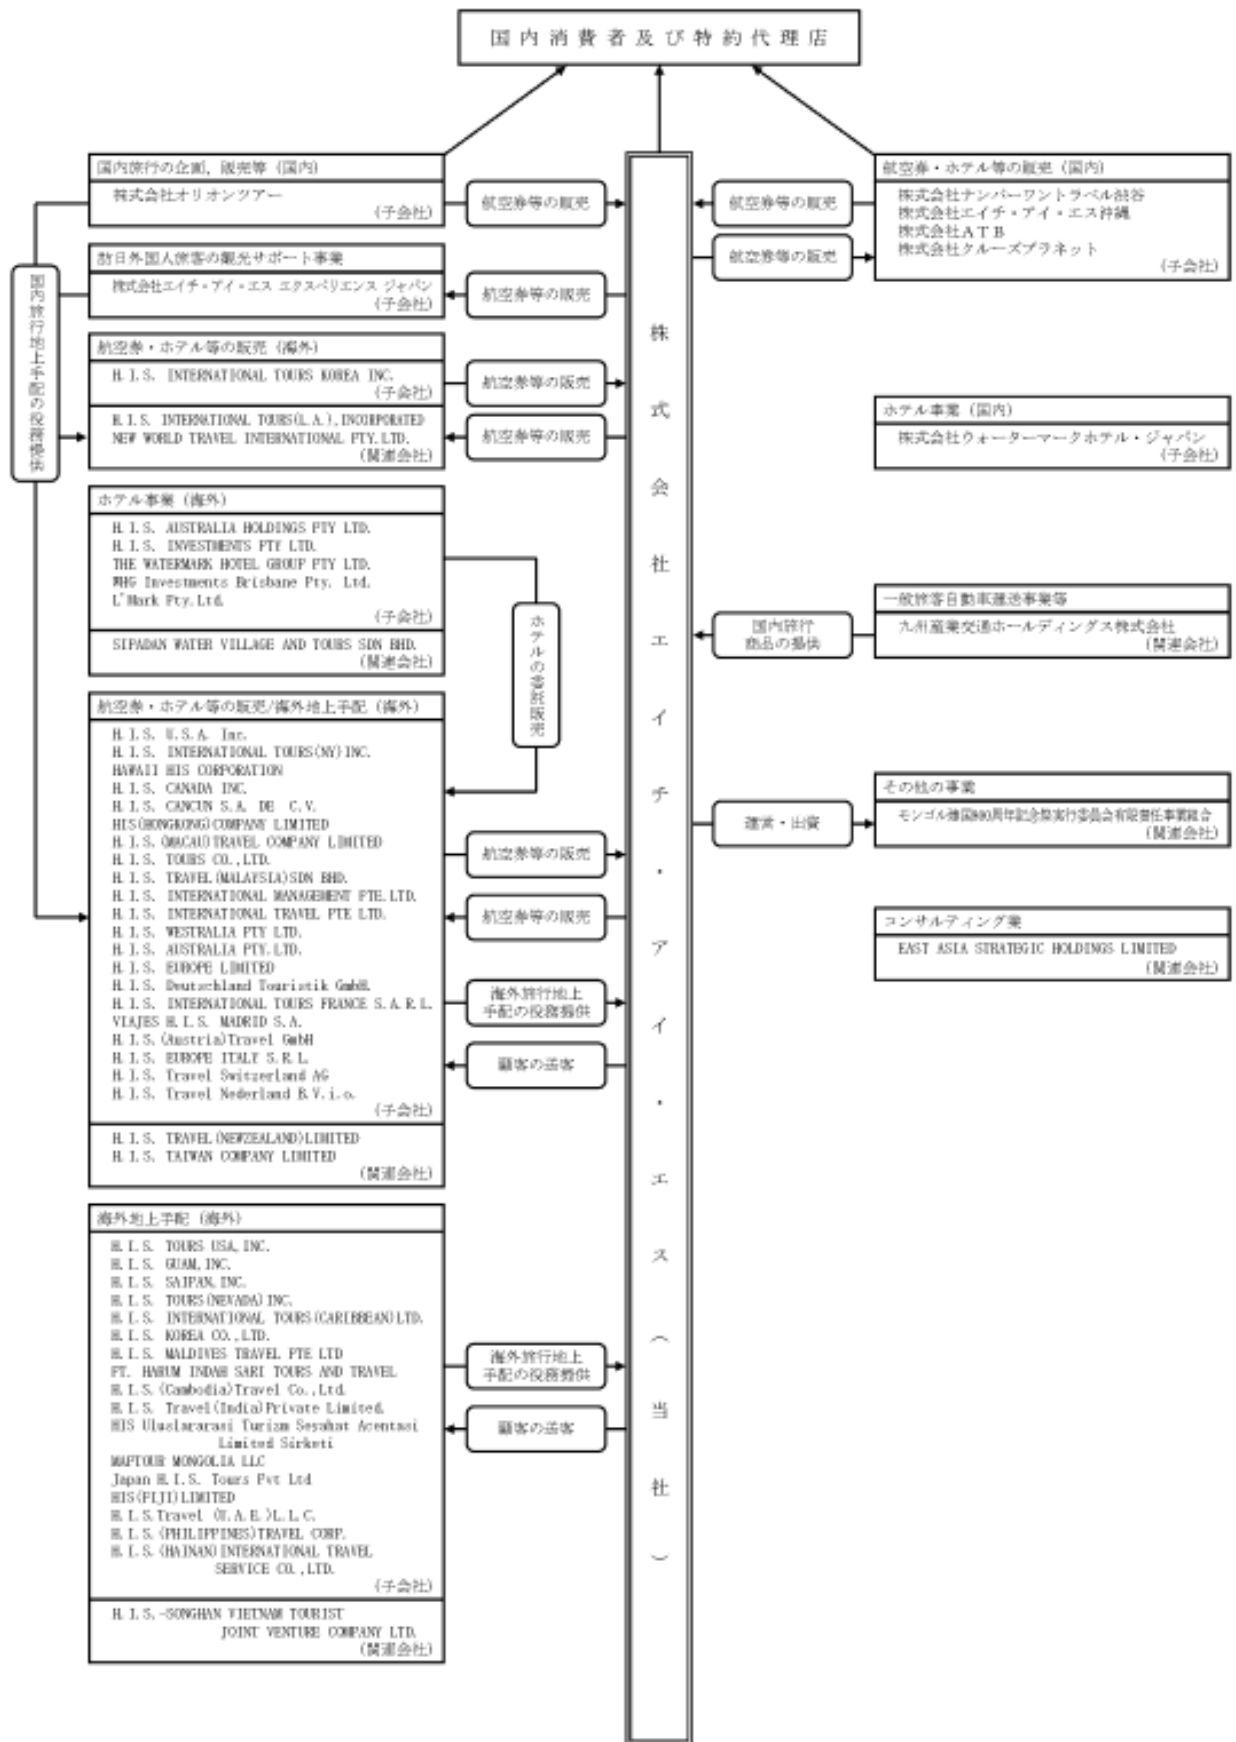 国内消費者及び特約代理店
国内旅行の企画、販売等（国内）
株式会社オリオンツアー
（子会社）
航空券等の販売
訪日外国人旅客の観光サポート事業
株式会社エイチ・アイ・エス エクスペリエンス ジャパン
（子会社）
航空券等の販売
航空券・ホテル等の販売（海外）
H.I.S. INTERNATIONAL TOURS KOREA INC.
（子会社）
航空券等の販売
H.I.S. INTERNATIONAL TOURS(L.A.),INCORPORATED
NEW WORLD TRAVEL INTERNATIONAL PTY.LTD.
（関連会社）
航空券等の販売
国内旅行地上手配の役務提供
ホテル事業（海外）
H.I.S. AUSTRALIA HOLDINGS PTY LTD.
H.I.S. INVESTMENTS PTY LTD.
THE WATERMARK HOTEL GROUP PTY LTD.
WHG Investments Brisbane Pty. Ltd.
L'Mark Pty.Ltd.
（子会社）
SIPADAN WATER VILLAGE AND TOURS SDN BHD.
（関連会社）
ホテルの委託販売
航空券・ホテル等の販売/海外地上手配（海外）
H.I.S. U.S.A. Inc.
H.I.S. INTERNATIONAL TOURS(NY)INC.
HAWAII HIS CORPORATION
H.I.S. CANADA INC.
H.I.S. CANCUN S.A. DE C.V.
HIS(HONGKONG)COMPANY LIMITED
H.I.S.(MACAU)TRAVEL COMPANY LIMITED
H.I.S. TOURS CO.,LTD.
H.I.S. TRAVEL(MALAYSIA)SDN BHD.
H.I.S. INTERNATIONAL MANAGEMENT PTE.LTD.
H.I.S. INTERNATIONAL TRAVEL PTE LTD.
H.I.S. WESTRALIA PTY LTD.
H.I.S. AUSTRALIA PTY.LTD.
H.I.S. EUROPE LIMITED
H.I.S. Deutschland Touristik GmbH.
H.I.S. INTERNATIONAL TOURS FRANCE S.A.R.L.
VIAJES H.I.S. MADRID S.A.
H.I.S.(Austria)Travel GmbH
H.I.S. EUROPE ITALY S.R.L
H.I.S. Travel Switzerland AG
H.I.S. Travel Nederland B.V.i.o.
（子会社）
H.I.S. TRAVEL(NEWZEALAND)LIMITED
H.I.S. TAIWAN COMPANY LIMITED
（関連会社）
航空券等の販売
航空券等の販売
海外旅行地上
手配の役務提供
顧客の送客
海外地上手配（海外）
H.I.S. TOURS USA,INC.
H.I.S. GUAM,INC.
H.I.S. SAIPAN,INC.
H.I.S. TOURS(NEVADA)INC.
H.I.S. INTERNATIONAL TOURS(CARIBBEAN)LTD.
H.I.S. KOREA CO.,LTD.
H.I.S. MALDIVES TRAVEL PTE LTD
PT. HARUM INDAH SARI TOURS AND TRAVEL
H.I.S.(Cambodia)Travel Co.,Ltd.
H.I.S. Travel(India)Private Limited.
HIS Uluslararasi Turizm Seyahat Acentasi
Limited Sirketi
MAPTOUR MONGOLIA LLC
Japan H.I.S. Tours Pvt Ltd
HIS(FIJI)LIMITED
H.I.S.Travel (U.A.E.)L.L.C.
H.I.S.(PHILIPPINES)TRAVEL CORP.
H.I.S.(HAINAN)INTERNATIONAL TRAVEL
SERVICE CO.,LTD.
（子会社）
H.I.S.-SONGHAN VIETNAM TOURIST
JOINT VENTURE COMPANY LTD.
（関連会社）
海外旅行地上
手配の役務提供
顧客の送客
株式会社エイチ・アイ・エス（当社）
航空券・ホテル等の販売（国内）
株式会社ナンバーワントラベル渋谷
株式会社エイチ・アイ・エス沖縄
株式会社ＡＴＢ
株式会社クルーズプラネット
（子会社）
航空券等の販売
航空券等の販売
ホテル事業（国内）
株式会社ウォーターマークホテル・ジャパン
（子会社）
一般旅客自動車運送事業等
九州産業交通ホールディングス株式会社
（関連会社）
国内旅行
商品の提供
その他の事業
モンゴル建国800周年記念祭実行委員会有限責任事業組合
（関連会社）
運営・出資
コンサルティング業
EAST ASIA STRATEGIC HOLDINGS LIMITED
（関連会社）